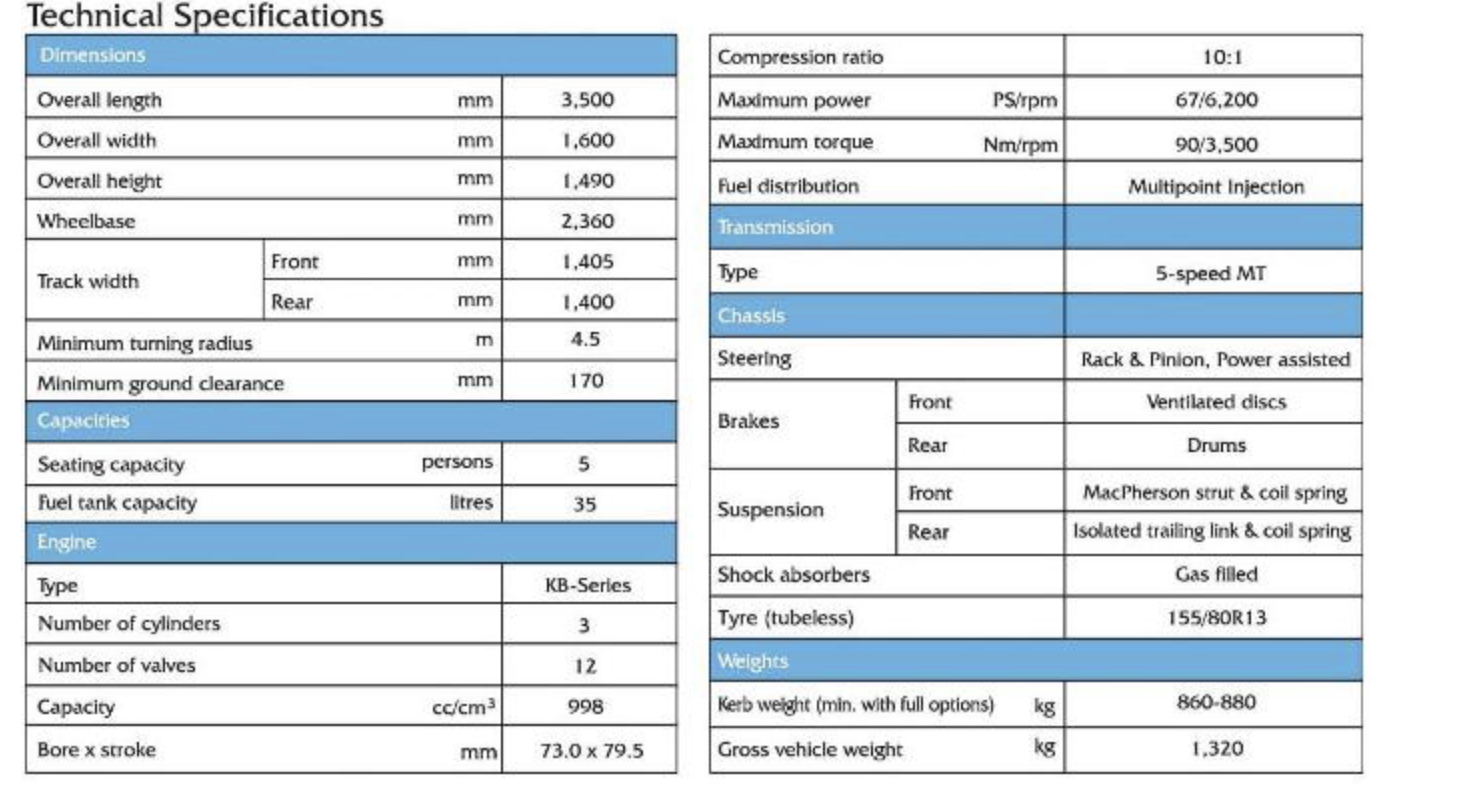 Technical Specifications
Dimensions
Overall length mm 3,500
Overall width mm 1,600
Overall height mm 1,490
Wheelbase mm 2,360
Track width
Front mm 1,405
Rear mm 1,400
Minimum turning radius m 4.5
Minimum ground clearance mm 170
Capacities
Seating capacity persons 5
Fuel tank capacity litres 35
Engine
Type KB-Series
Number of cylinders 3
Number of valves 12
Capacity cc/cm³ 998
Bore x stroke mm 73.0 x 79.5
Compression ratio 10:1
Maximum power PS/rpm 67/6,200
Maximum torque Nm/rpm 90/3,500
Fuel distribution Multipoint Injection
Transmission
Type 5-speed MT
Chassis
Steering Rack & Pinion, Power assisted
Brakes
Front Ventilated discs
Rear Drums
Suspension
Front MacPherson strut & coil spring
Rear Isolated trailing link & coil spring
Shock absorbers Gas filled
Tyre (tubeless) 155/80R13
Weights
Kerb weight (min. with full options) kg 860-880
Gross vehicle weight kg 1,320